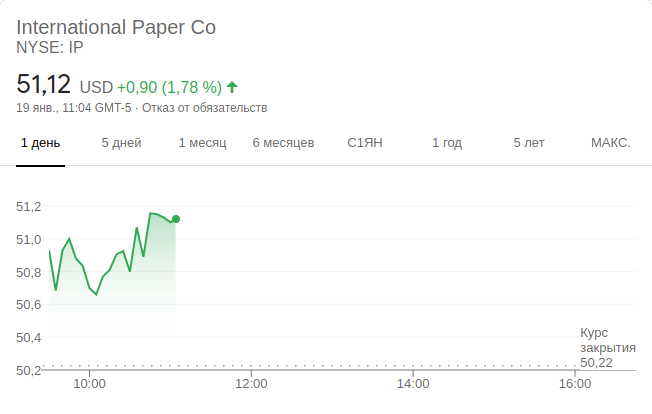 International Paper Co
NYSE: IP
51,12 USD +0,90 (1,78 %)
19 янв., 11:04 GMT-5 · Отказ от обязательств
1 день 5 дней 1 месяц 6 месяцев С1ЯН 1 год 5 лет МАКС.
51,2
51,0
50,8
50,6
50,4
50,2
Курс
закрытия
50,22
10:00 12:00 14:00 16:00